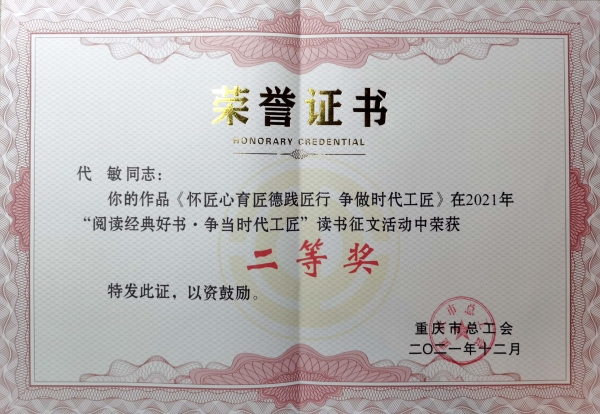 荣誉证书
HONORARY CREDENTIAL
代 敏同志：
你的作品《怀匠心育匠德践匠行 争做时代工匠》在2021年
“阅读经典好书·争当时代工匠”读书征文活动中荣获
二等奖
特发此证，以资鼓励。
重庆市总工会
二〇二一年十二月